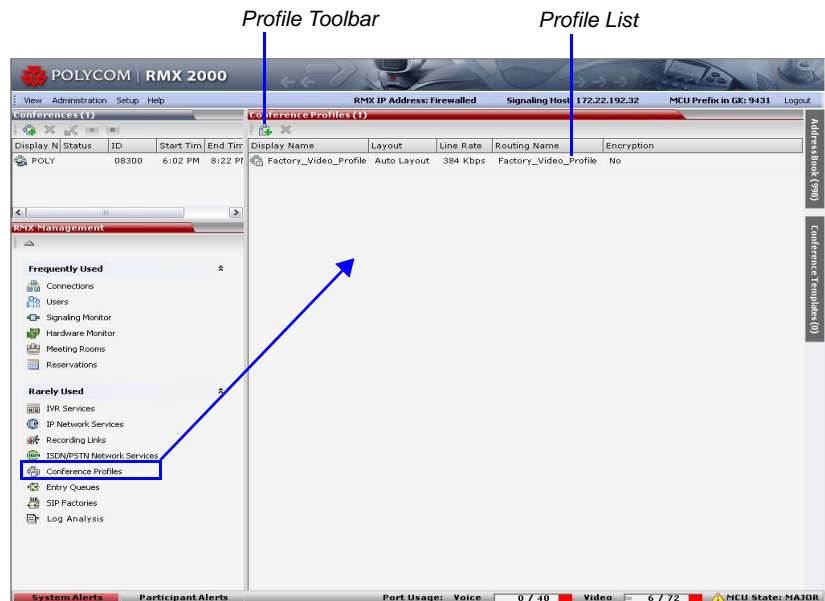 Profile Toolbar
Profile List
POLYCOM | RMX 2000
View Administration Setup Help
RMX IP Address: Firewalled Signaling Host 172.22.192.32 MCU Prefix in GK: 9431 Logout
Conferences (1)
Display N Status ID Start Tim End Tim
POLY 08300 6:02 PM 8:22 PM
Conference Profiles (1)
Display Name Layout Line Rate Routing Name Encryption
Factory_Video_Profile Auto Layout 384 Kbps Factory_Video_Profile No
Address Book (998)
Conference Templates (0)
RMX Management
Frequently Used
Connections
Users
Signaling Monitor
Hardware Monitor
Meeting Rooms
Reservations
Rarely Used
IVR Services
IP Network Services
Recording Links
ISDN/PSTN Network Services
Conference Profiles
Entry Queues
SIP Factories
Log Analysis
System Alerts Participant Alerts Port Usage: Voice 0 / 40 Video 6 / 72 MCU State: MAJOR